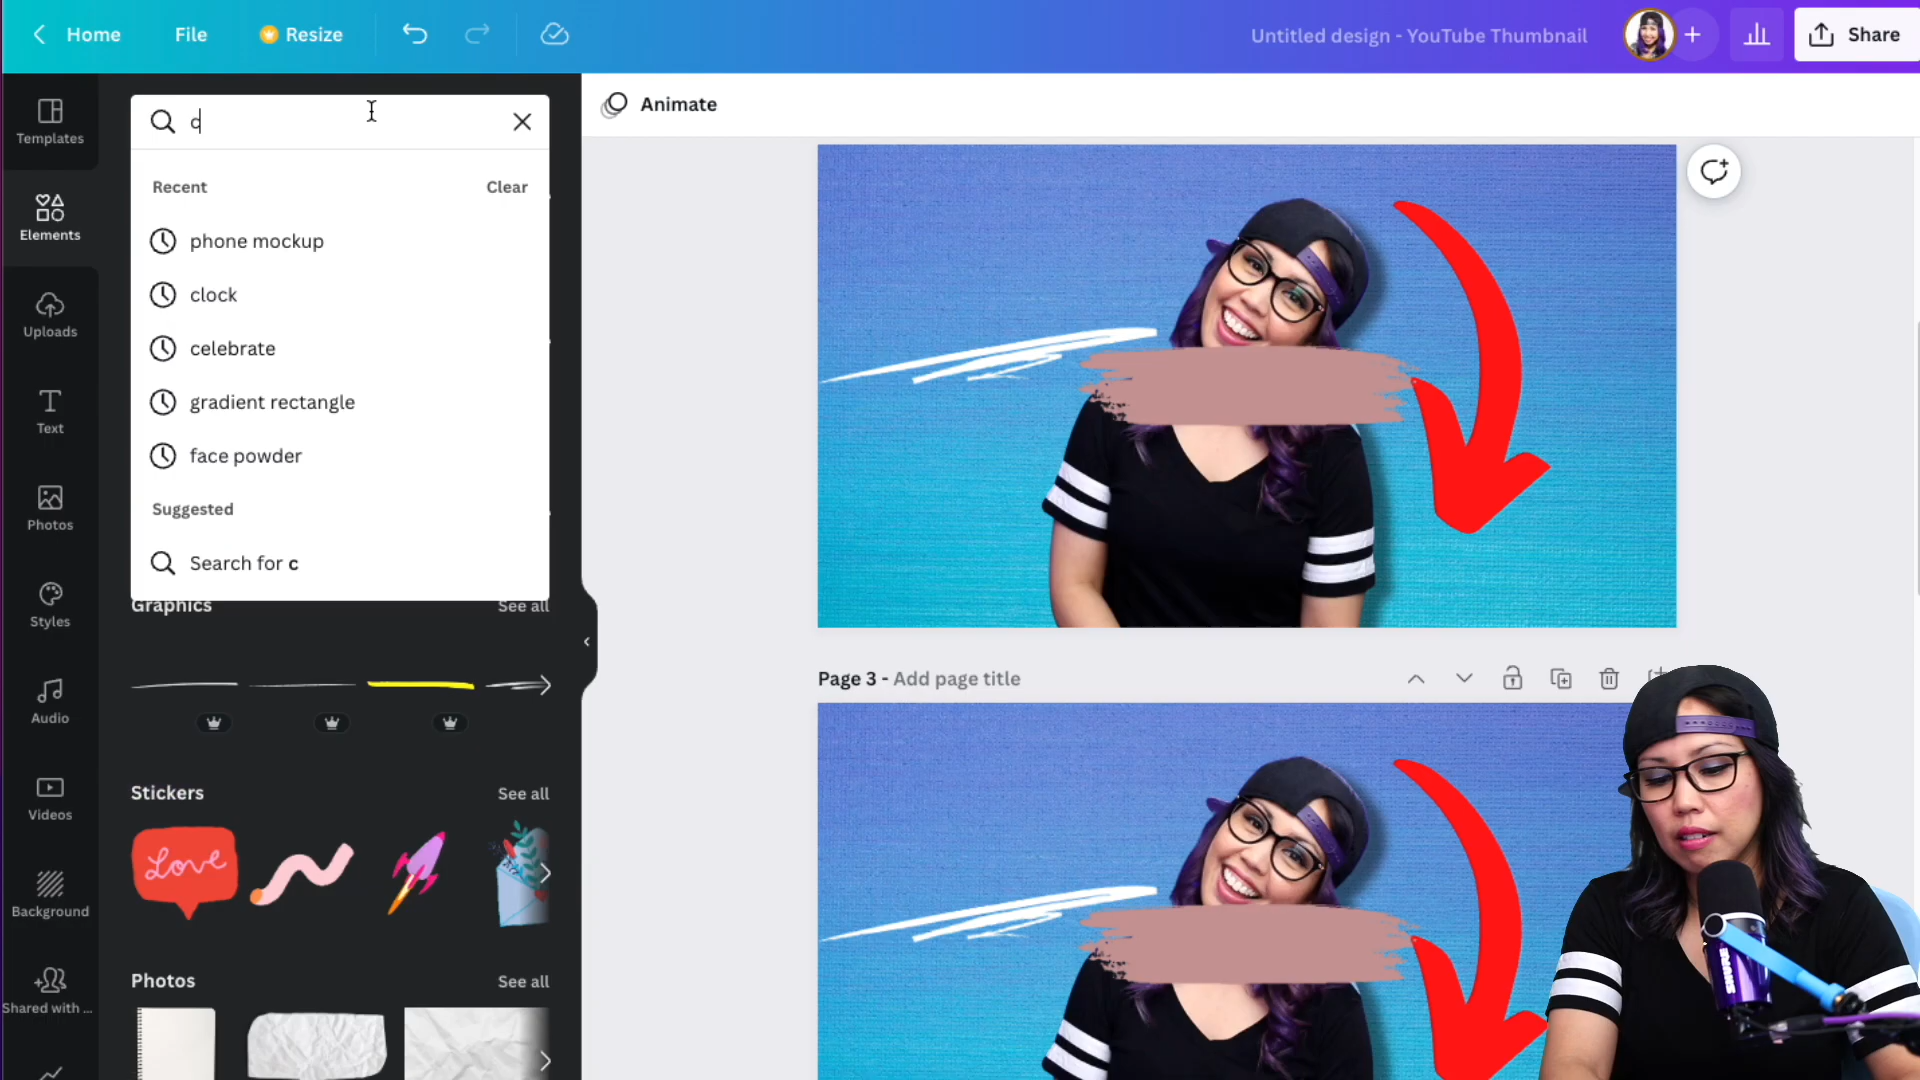 Home File Resize Untitled design - YouTube Thumbnail Share
Animate
Templates
Elements
Uploads
Text
Photos
Styles
Audio
Videos
Background
Shared with ...
c
Recent Clear
phone mockup
clock
celebrate
gradient rectangle
face powder
Suggested
Search for c
Graphics See all
Stickers See all
Love
Photos See all
Page 3 - Add page title